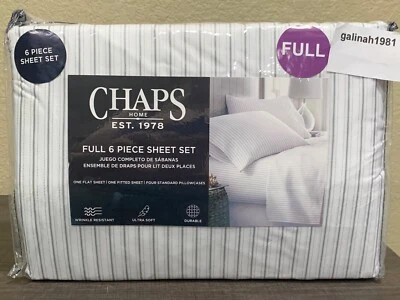 6 PIECE
SHEET SET
FULL
galinah1981
CHAPS
HOME
EST. 1978
FULL 6 PIECE SHEET SET
JUEGO COMPLETO DE SÁBANAS
ENSEMBLE DE DRAPS POUR LIT DEUX PLACES
ONE FLAT SHEET | ONE FITTED SHEET | FOUR STANDARD PILLOWCASES
WRINKLE RESISTANT
ULTRA SOFT
DURABLE